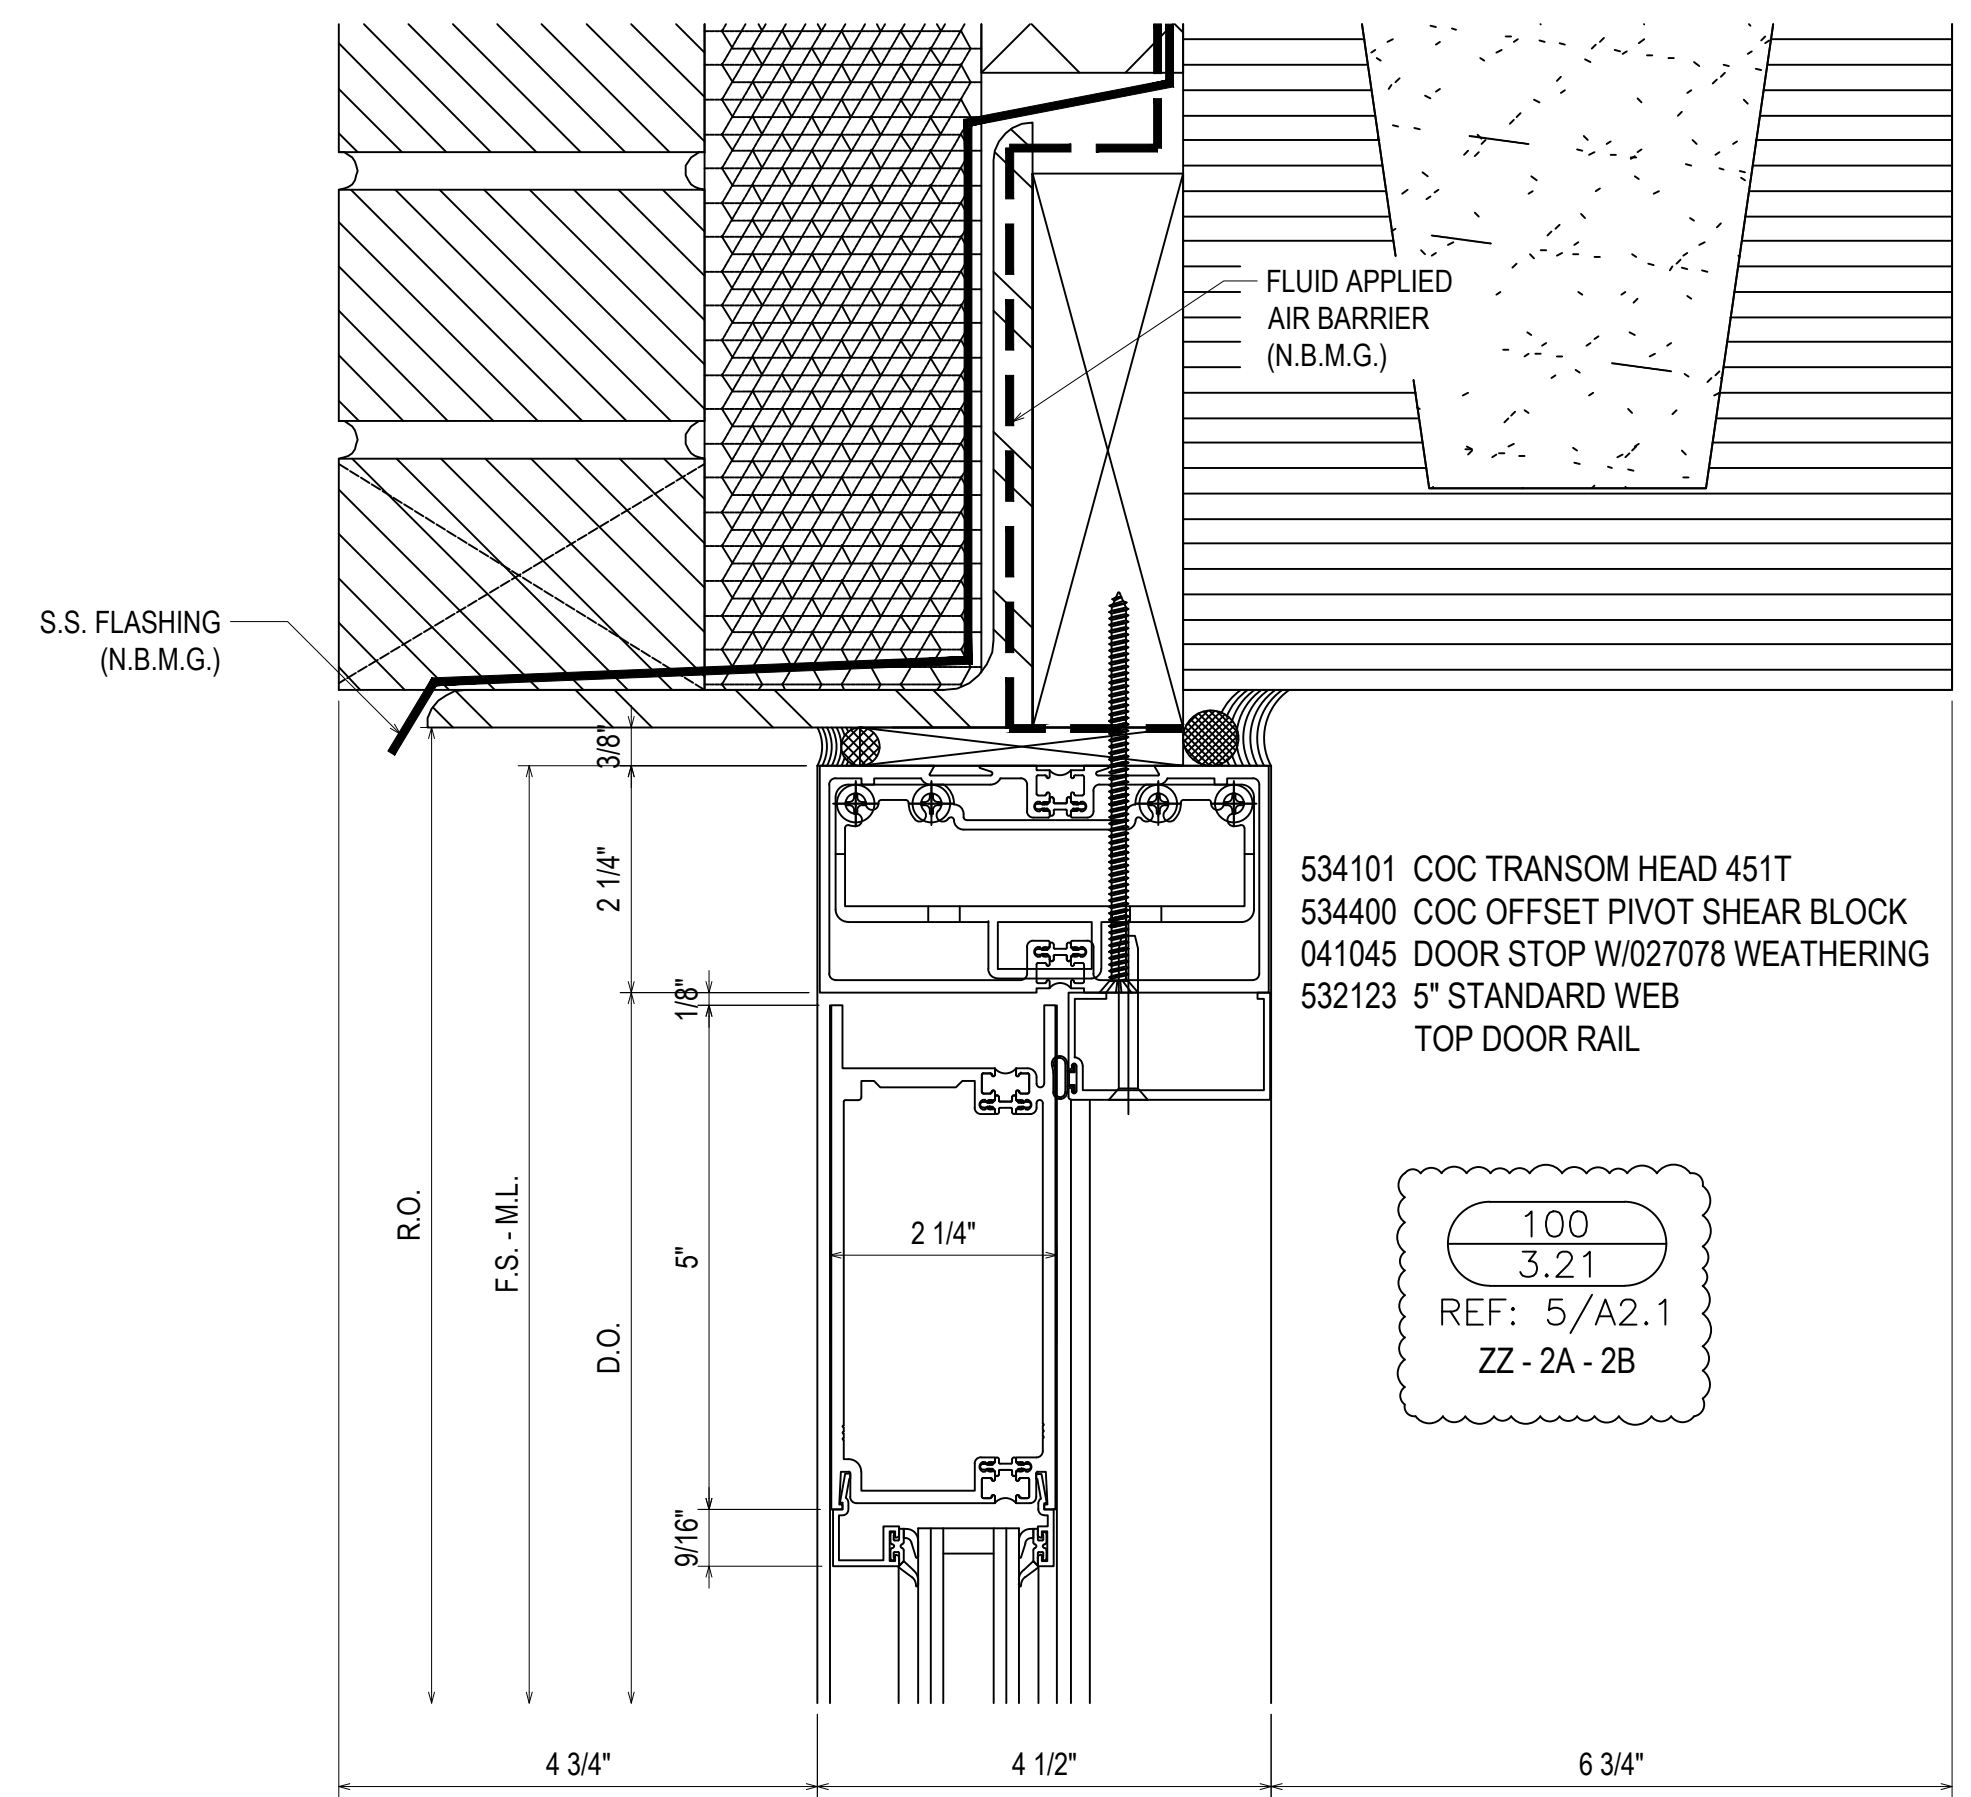 FLUID APPLIED
AIR BARRIER
(N.B.M.G.)
S.S. FLASHING
(N.B.M.G.)
3/8"
2 1/4"
534101 COC TRANSOM HEAD 451T
534400 COC OFFSET PIVOT SHEAR BLOCK
041045 DOOR STOP W/027078 WEATHERING
532123 5" STANDARD WEB
TOP DOOR RAIL
1/8"
R.O.
F.S. - M.L.
D.O.
5"
2 1/4"
100
3.21
REF: 5/A2.1
ZZ - 2A - 2B
9/16"
4 3/4"
4 1/2"
6 3/4"